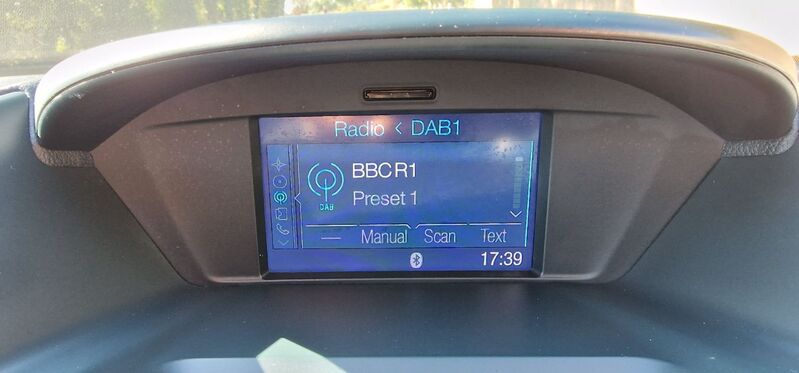 Radio < DAB1
BBC R1
DAB
Preset 1
Manual Scan Text
17:39